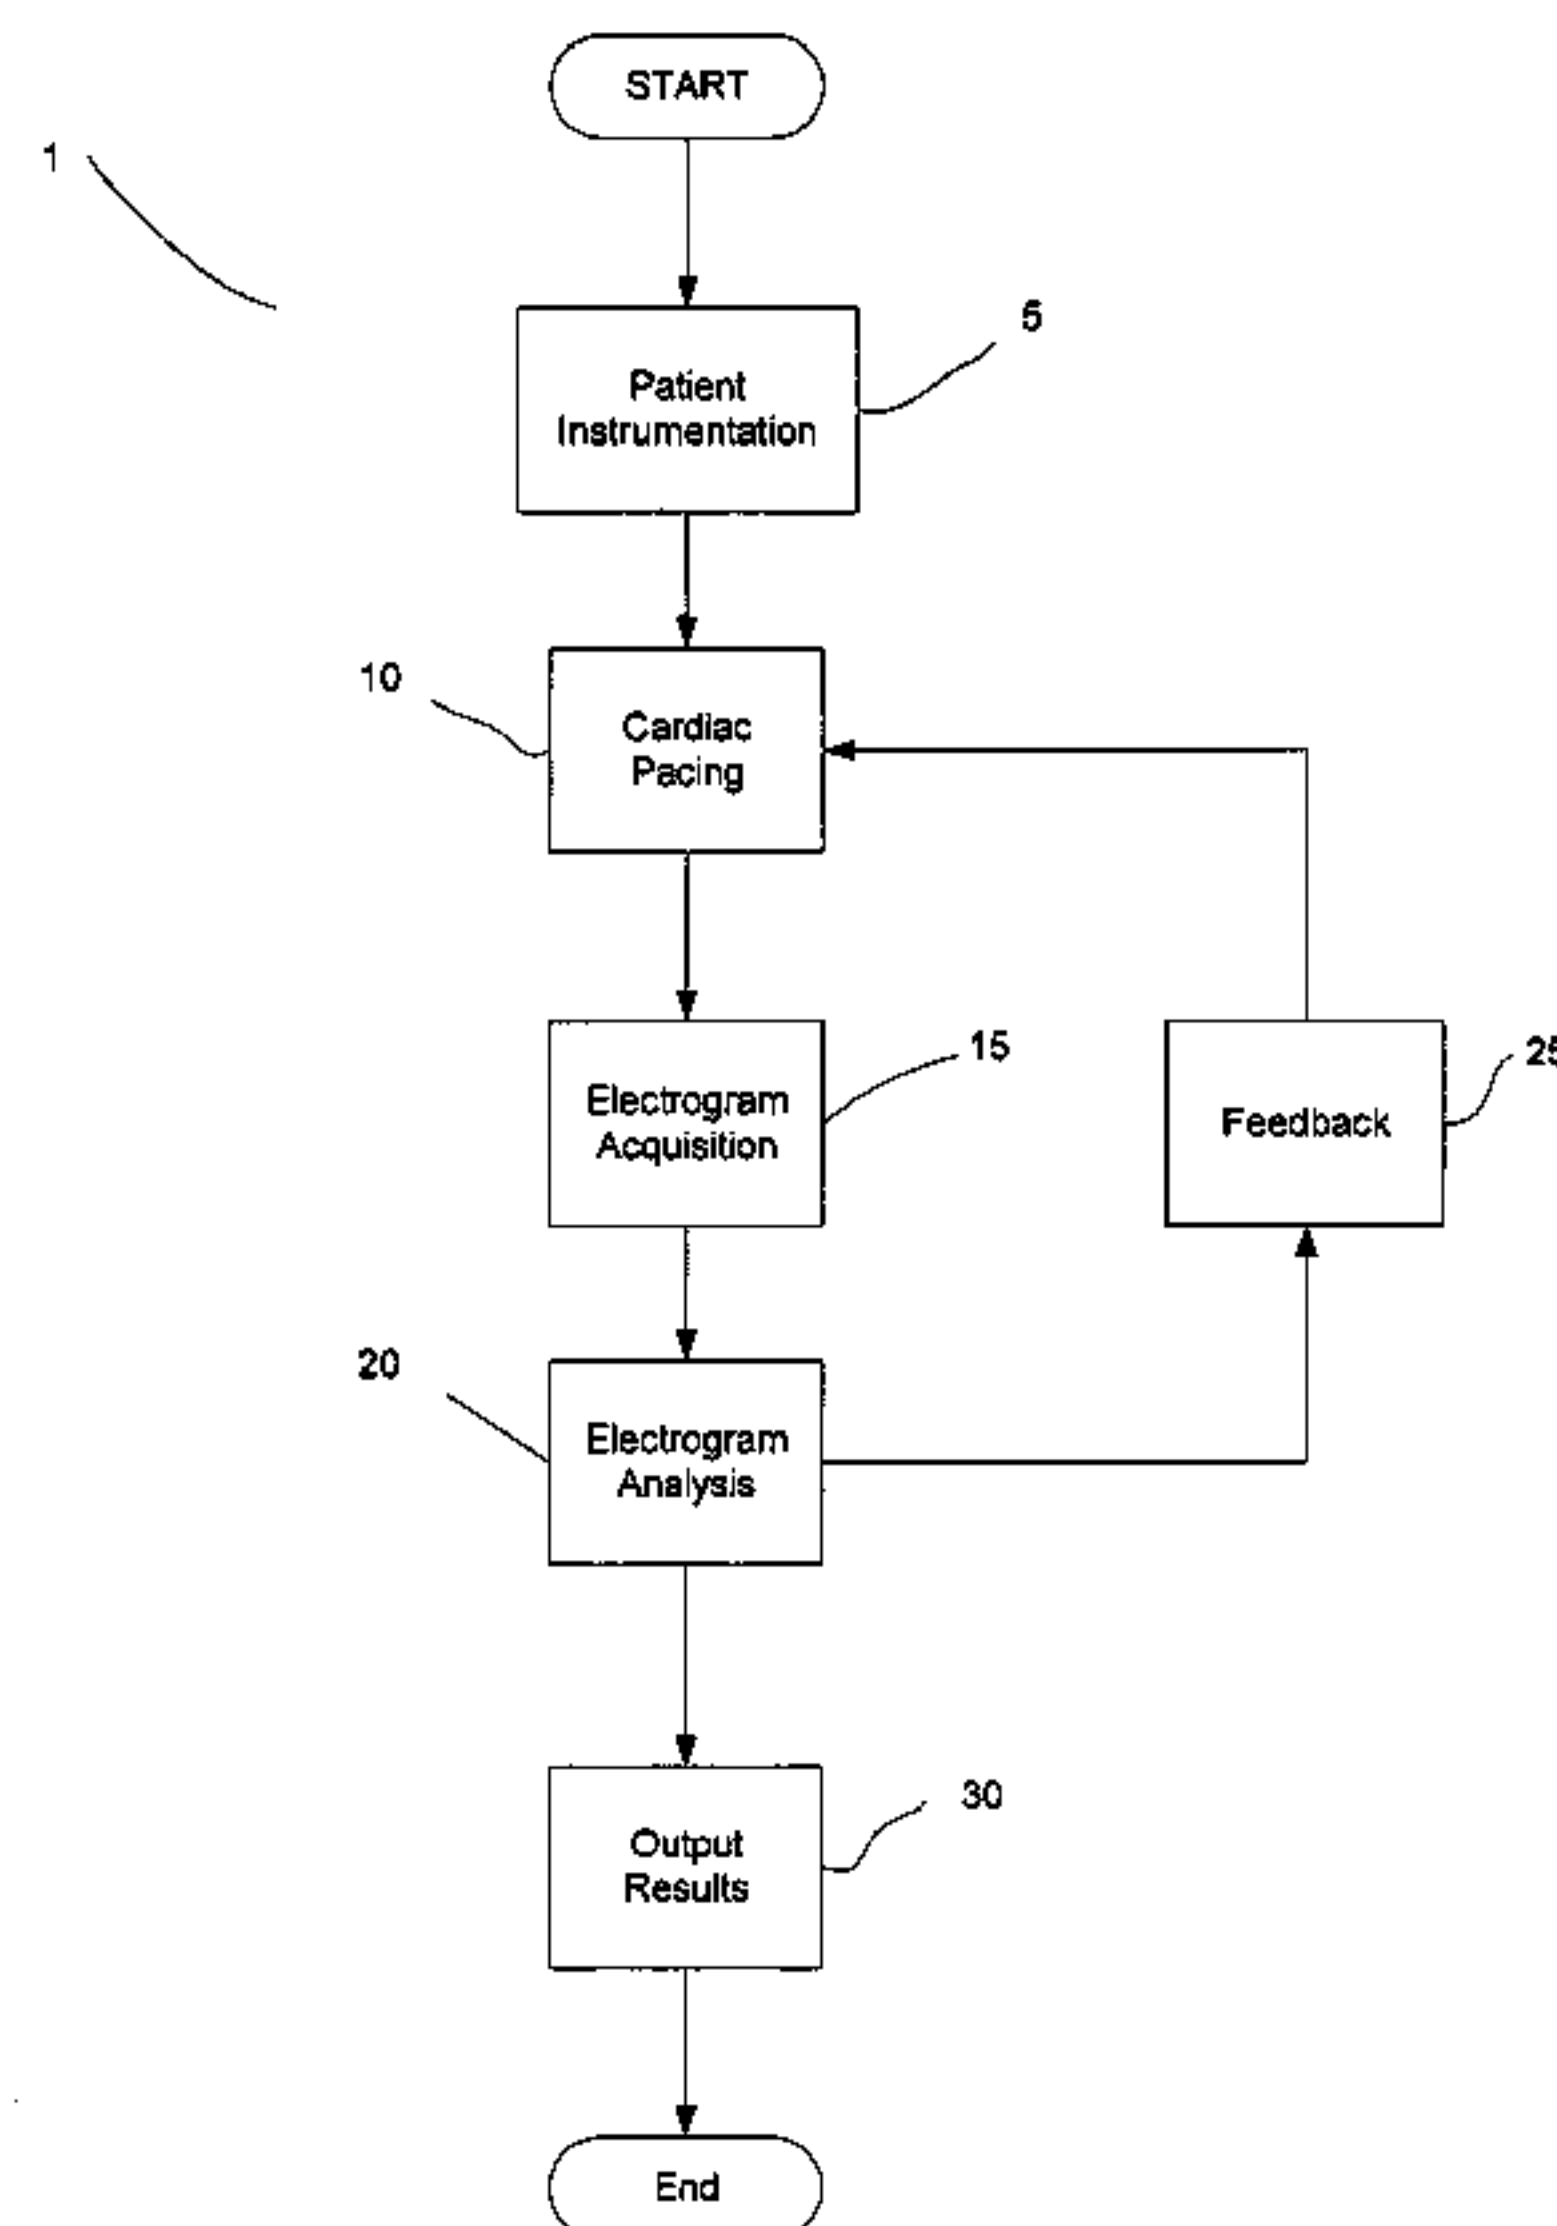 START
1
5
Patient
Instrumentation
10
Cardiac
Pacing
15
Electrogram
Acquisition
25
Feedback
20
Electrogram
Analysis
30
Output
Results
End